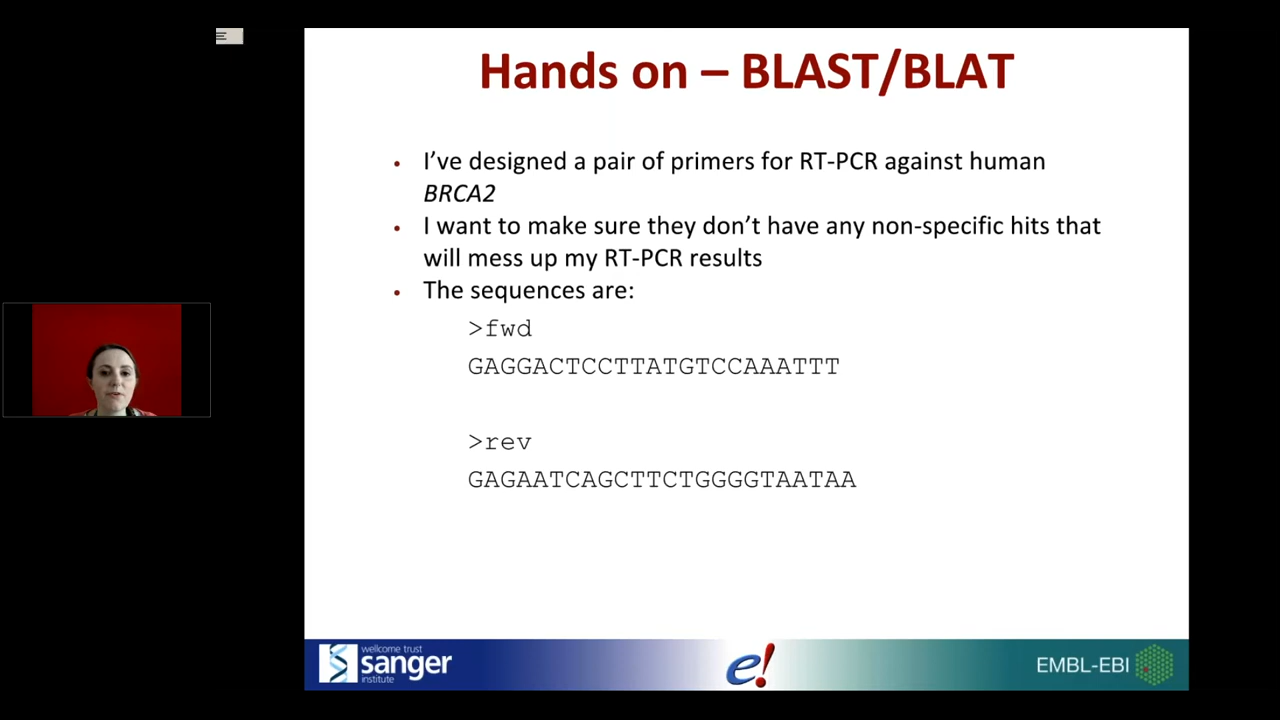 Hands on – BLAST/BLAT
• I’ve designed a pair of primers for RT-PCR against human
BRCA2
• I want to make sure they don’t have any non-specific hits that
will mess up my RT-PCR results
• The sequences are:
>fwd
GAGGACTCCTTATGTCCAAATTT
>rev
GAGAATCAGCTTCTGGGGTAATAA
wellcome trust
sanger
institute
e!
EMBL-EBI